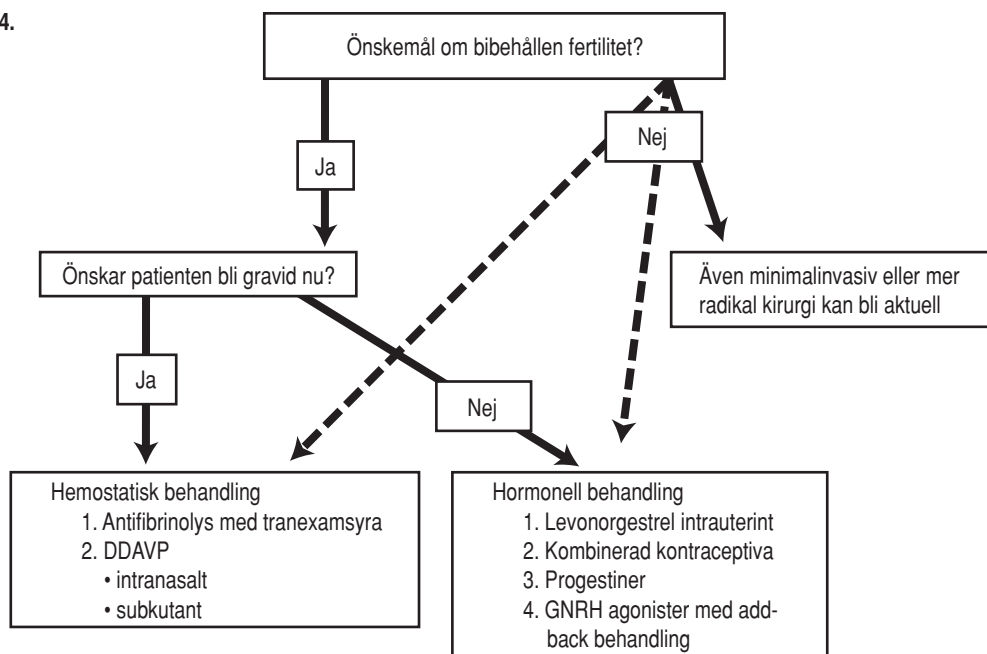 4.
Önskemål om bibehållen fertilitet?
Ja
Nej
Önskar patienten bli gravid nu?
Även minimalinvasiv eller mer
radikal kirurgi kan bli aktuell
Ja
Nej
Hemostatisk behandling
1. Antifibrinolys med tranexamsyra
2. DDAVP
• intranasalt
• subkutant
Hormonell behandling
1. Levonorgestrel intrauterint
2. Kombinerad kontraceptiva
3. Progestiner
4. GNRH agonister med add-
back behandling